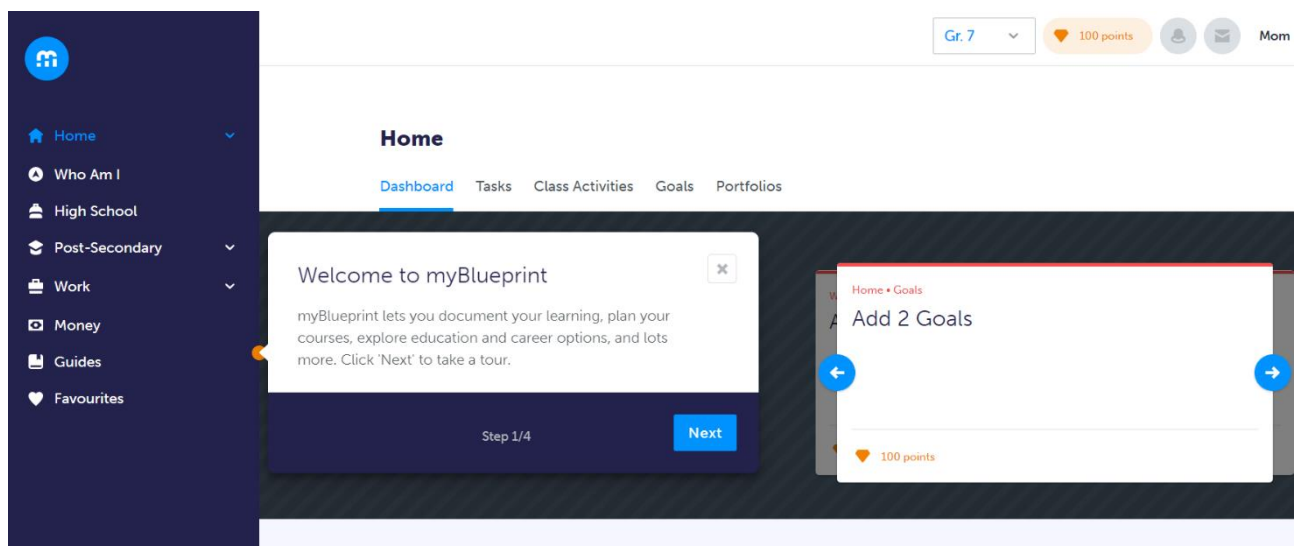 m
Gr. 7
100 points
Mom
Home
Who Am I
High School
Post-Secondary
Work
Money
Guides
Favourites
Home
Dashboard Tasks Class Activities Goals Portfolios
Welcome to myBlueprint
myBlueprint lets you document your learning, plan your
courses, explore education and career options, and lots
more. Click 'Next' to take a tour.
Step 1/4
Next
Home • Goals
Add 2 Goals
100 points